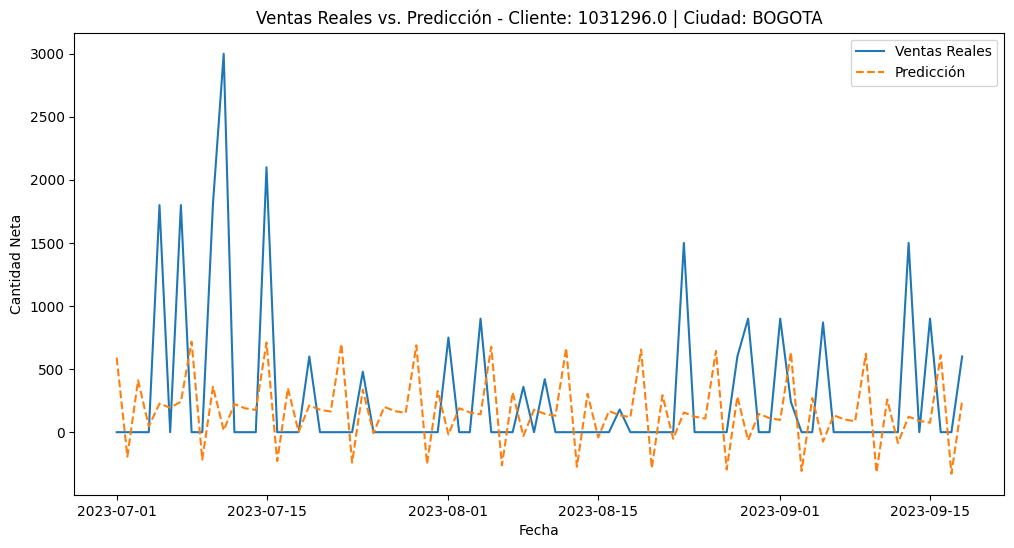 Ventas Reales vs. Predicción - Cliente: 1031296.0 | Ciudad: BOGOTA
Ventas Reales
Predicción
Cantidad Neta
3000
2500
2000
1500
1000
500
0
2023-07-01
2023-07-15
2023-08-01
2023-08-15
2023-09-01
2023-09-15
Fecha